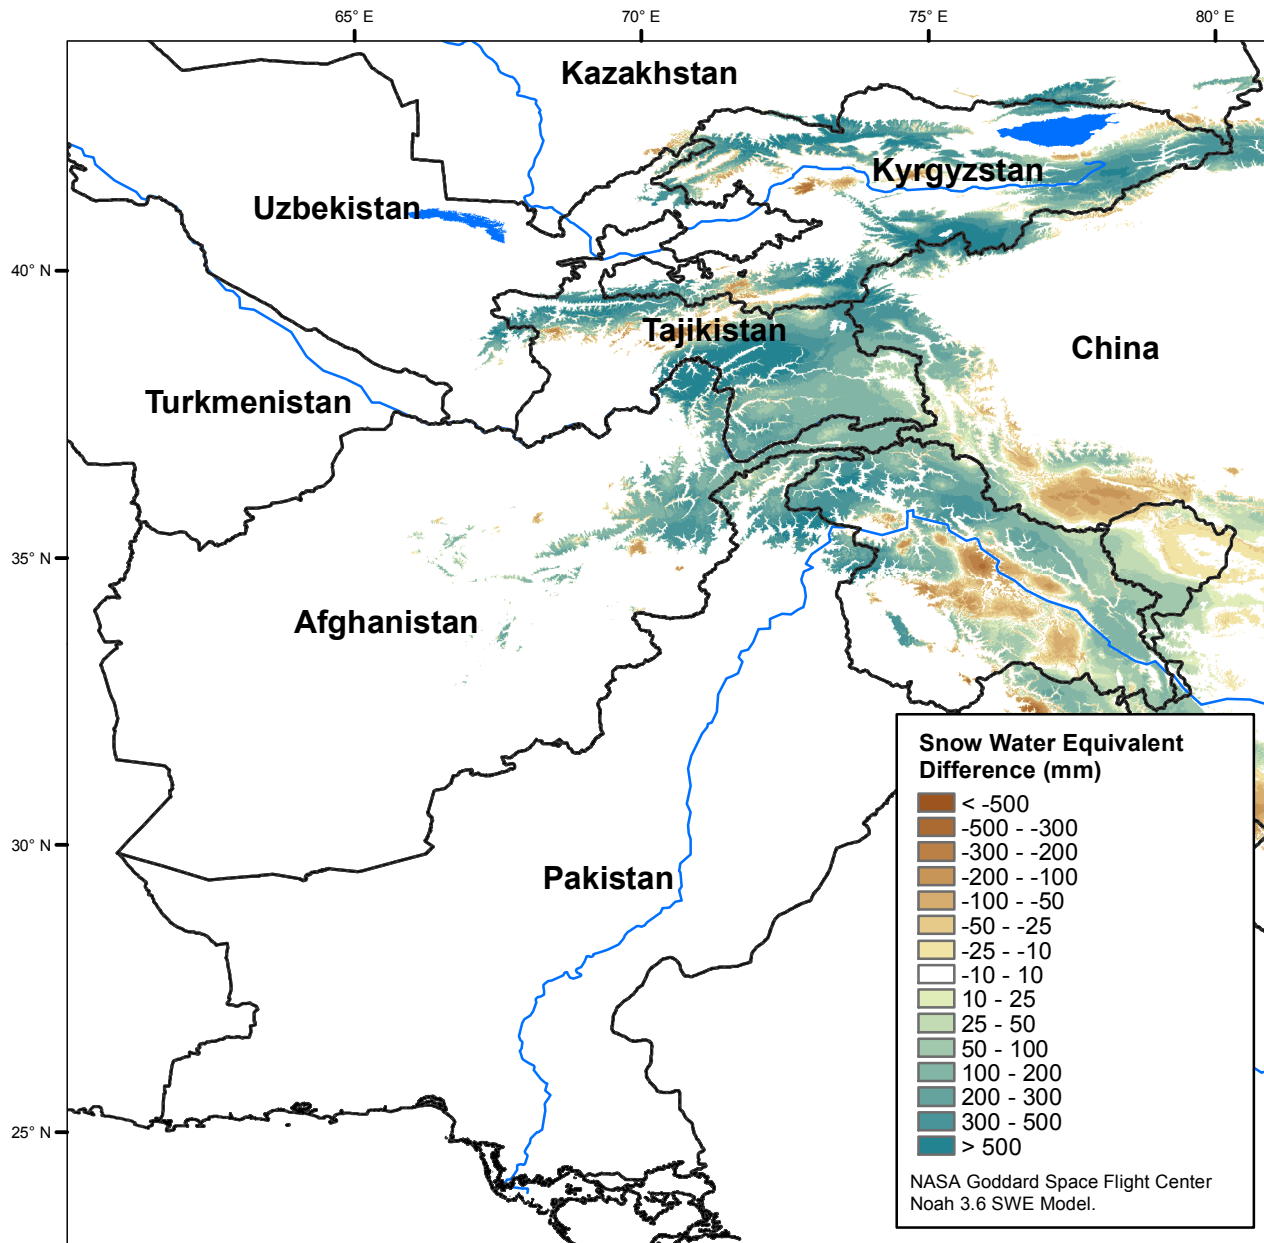 65° E
70° E
75° E
80° E
Kazakhstan
Kyrgyzstan
Uzbekistan
40° N
Tajikistan
China
Turkmenistan
35° N
Afghanistan
30° N
Pakistan
25° N
Snow Water Equivalent
Difference (mm)
< -500
-500 - -300
-300 - -200
-200 - -100
-100 - -50
-50 - -25
-25 - -10
-10 - 10
10 - 25
25 - 50
50 - 100
100 - 200
200 - 300
300 - 500
> 500
NASA Goddard Space Flight Center
Noah 3.6 SWE Model.